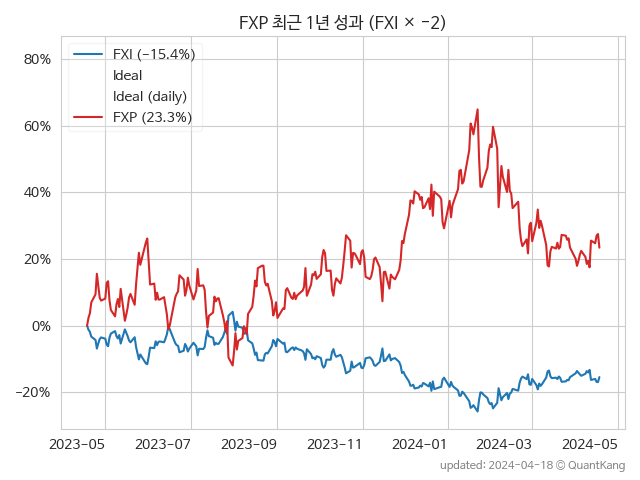 FXP 최근 1년 성과 (FXI × −2)
FXI (−15.4%)
Ideal
Ideal (daily)
FXP (23.3%)
80%
60%
40%
20%
0%
−20%
2023−05
2023−07
2023−09
2023−11
2024−01
2024−03
2024−05
updated: 2024−04−18 © QuantKang